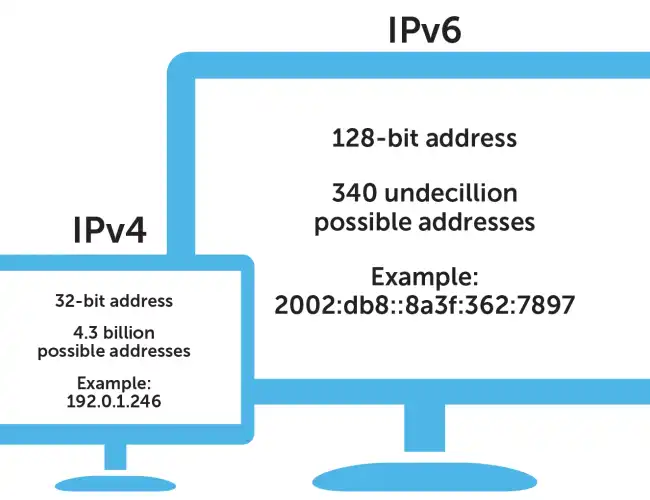 IPv6
128-bit address
340 undecillion
possible addresses
Example:
2002:db8::8a3f:362:7897
IPv4
32-bit address
4.3 billion
possible addresses
Example:
192.0.1.246